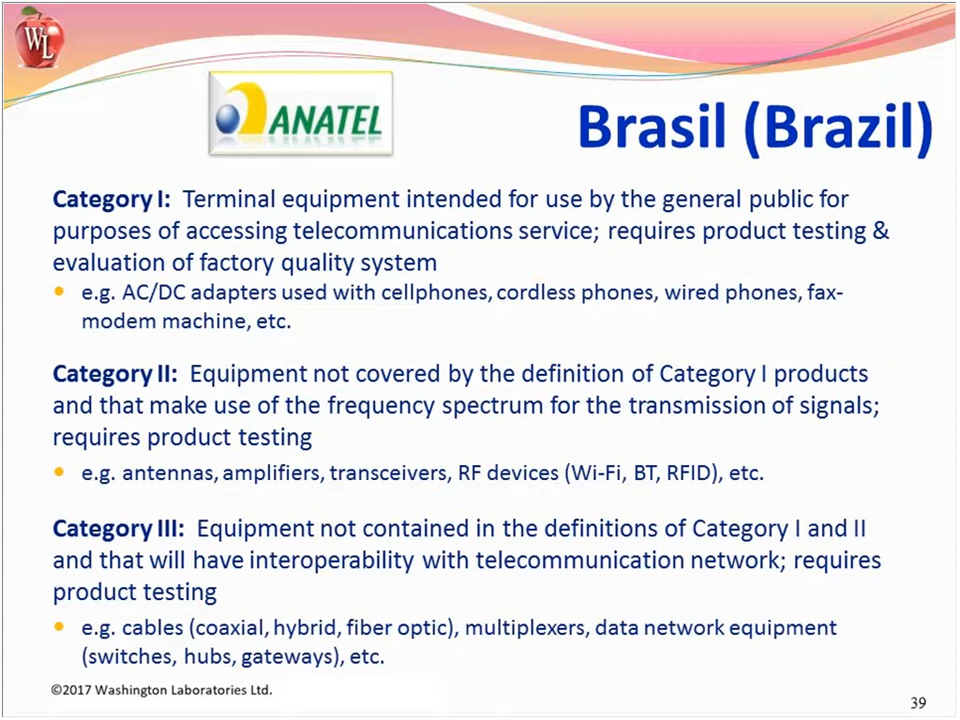 WL
ANATEL
Brasil (Brazil)
Category I: Terminal equipment intended for use by the general public for
purposes of accessing telecommunications service; requires product testing &
evaluation of factory quality system
• e.g. AC/DC adapters used with cellphones, cordless phones, wired phones, fax-
modem machine, etc.
Category II: Equipment not covered by the definition of Category I products
and that make use of the frequency spectrum for the transmission of signals;
requires product testing
• e.g. antennas, amplifiers, transceivers, RF devices (Wi-Fi, BT, RFID), etc.
Category III: Equipment not contained in the definitions of Category I and II
and that will have interoperability with telecommunication network; requires
product testing
• e.g. cables (coaxial, hybrid, fiber optic), multiplexers, data network equipment
(switches, hubs, gateways), etc.
©2017 Washington Laboratories Ltd.
39